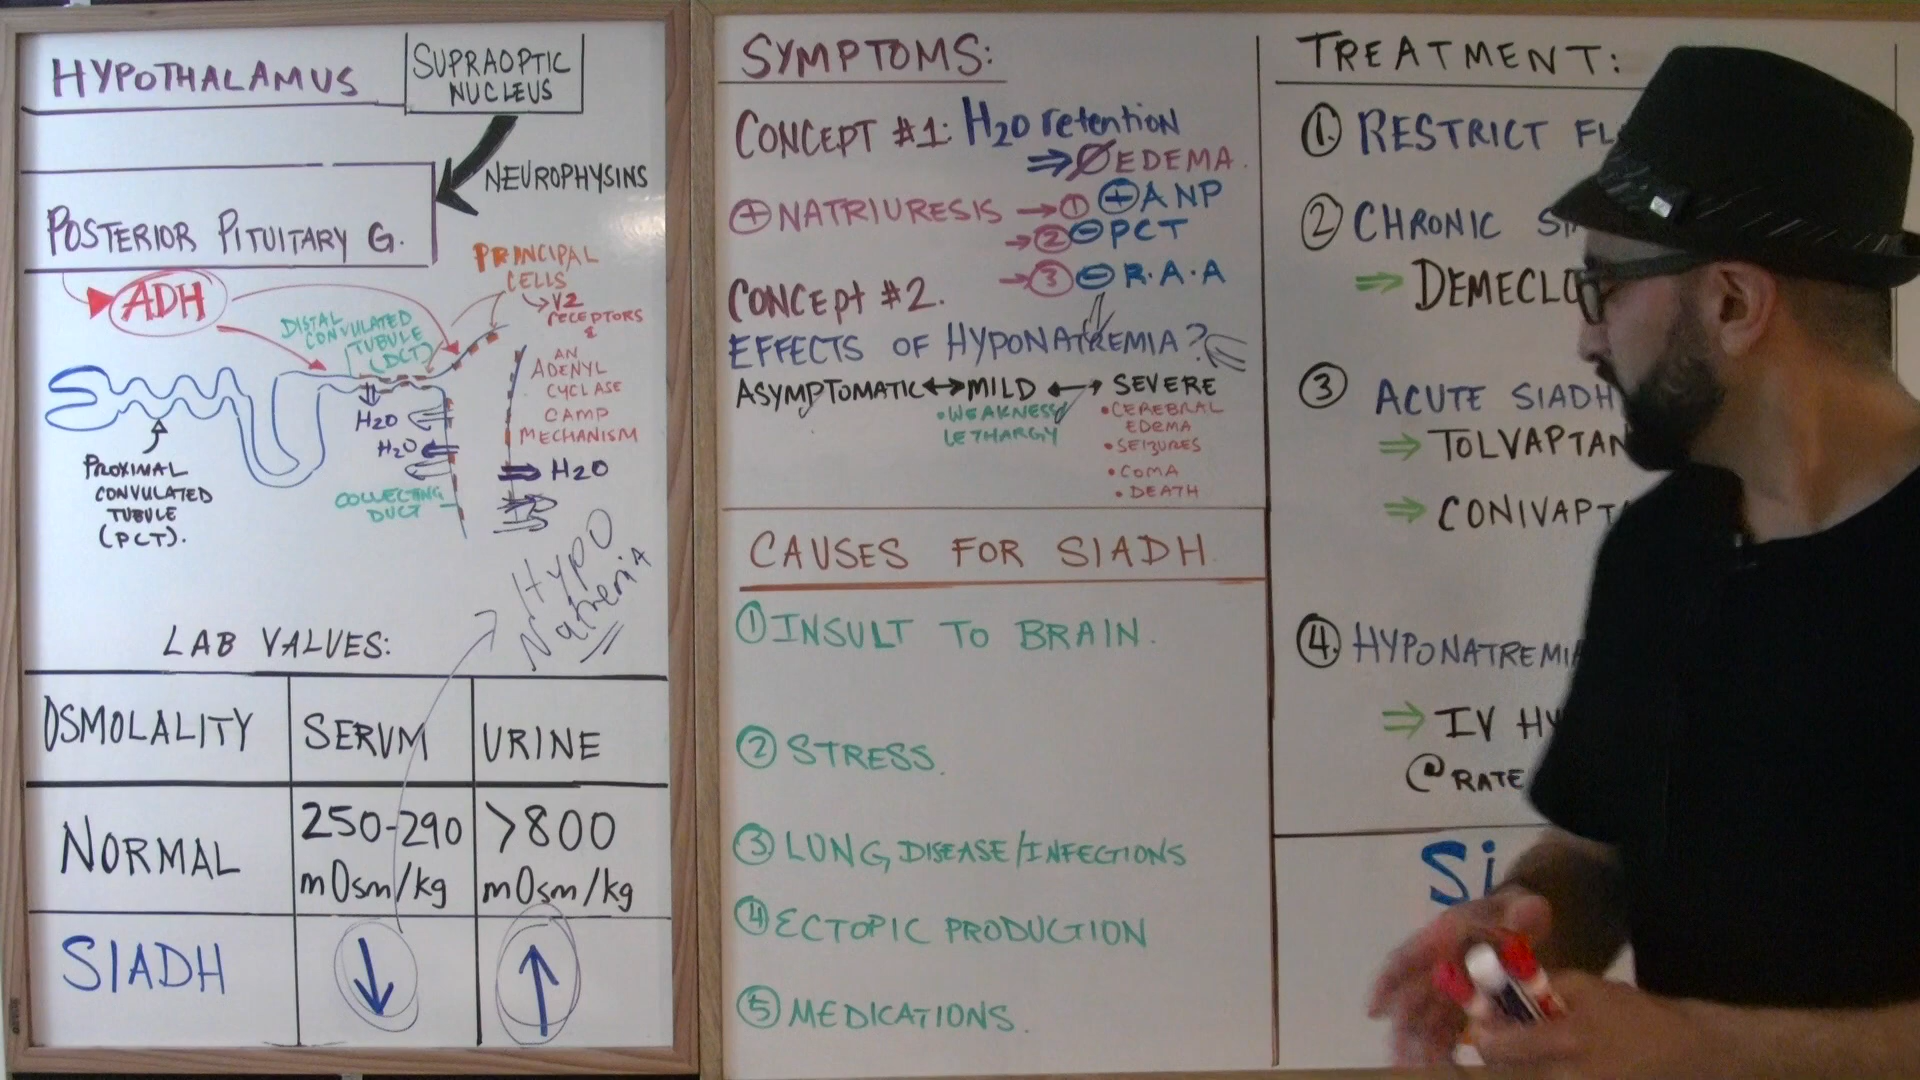 HYPOTHALAMUS
SUPRAOPTIC
NUCLEUS
NEUROPHYSINS
POSTERIOR PITUITARY G.
ADH
PRINCIPAL
CELLS
V2
RECEPTORS
&
AN
ADENYL
CYCLASE
CAMP
MECHANISM
DISTAL
CONVULATED
TUBULE
(DCT)
H2O
H2O
H2O
COLLECTING
DUCT
PROXIMAL
CONVULATED
TUBULE
(PCT).
HYPO
Natremia
LAB VALUES:
OSMOLALITY SERUM URINE
NORMAL 250-290 mOsm/kg >800 mOsm/kg
SIADH ↓ ↑
SYMPTOMS:
CONCEPT #1: H2O retention
⇒ Ø EDEMA.
⊕ NATRIURESIS → ① ⊕ ANP
→ ② ⊖ PCT
→ ③ ⊖ R.A.A
CONCEPT #2.
EFFECTS OF HYPONATREMIA?
ASYMPTOMATIC ↔ MILD ↔ SEVERE
• WEAKNESS
LETHARGY
• CEREBRAL
EDEMA
• SEIZURES
• COMA
• DEATH
CAUSES FOR SIADH
① INSULT TO BRAIN.
② STRESS.
③ LUNG DISEASE/INFECTIONS
④ ECTOPIC PRODUCTION
⑤ MEDICATIONS.
TREATMENT:
① RESTRICT FL
② CHRONIC SI
⇒ DEMECLO
③ ACUTE SIADH
⇒ TOLVAPTAN
⇒ CONIVAPT
④ HYPONATREMIA
⇒ IV HY
@ RATE
Si